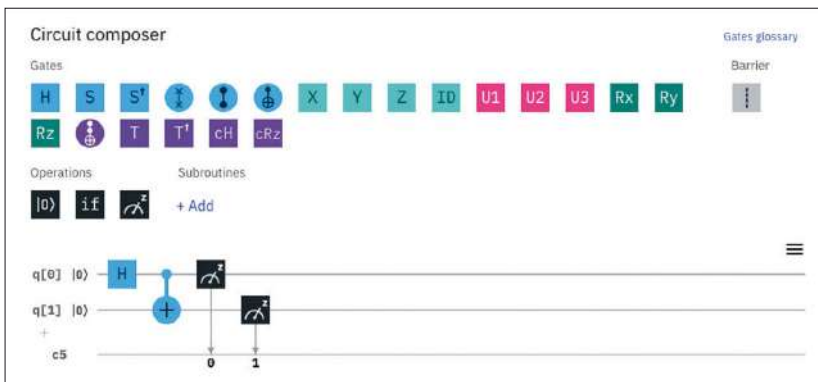 Circuit composer
Gates glossary
Gates
Barrier
H S S† X Y Z ID U1 U2 U3 Rx Ry
Rz T T† cH cRz
Operations Subroutines
|0⟩ if z + Add
q[0] |0⟩ H z
q[1] |0⟩ + z
+
c5 0 1